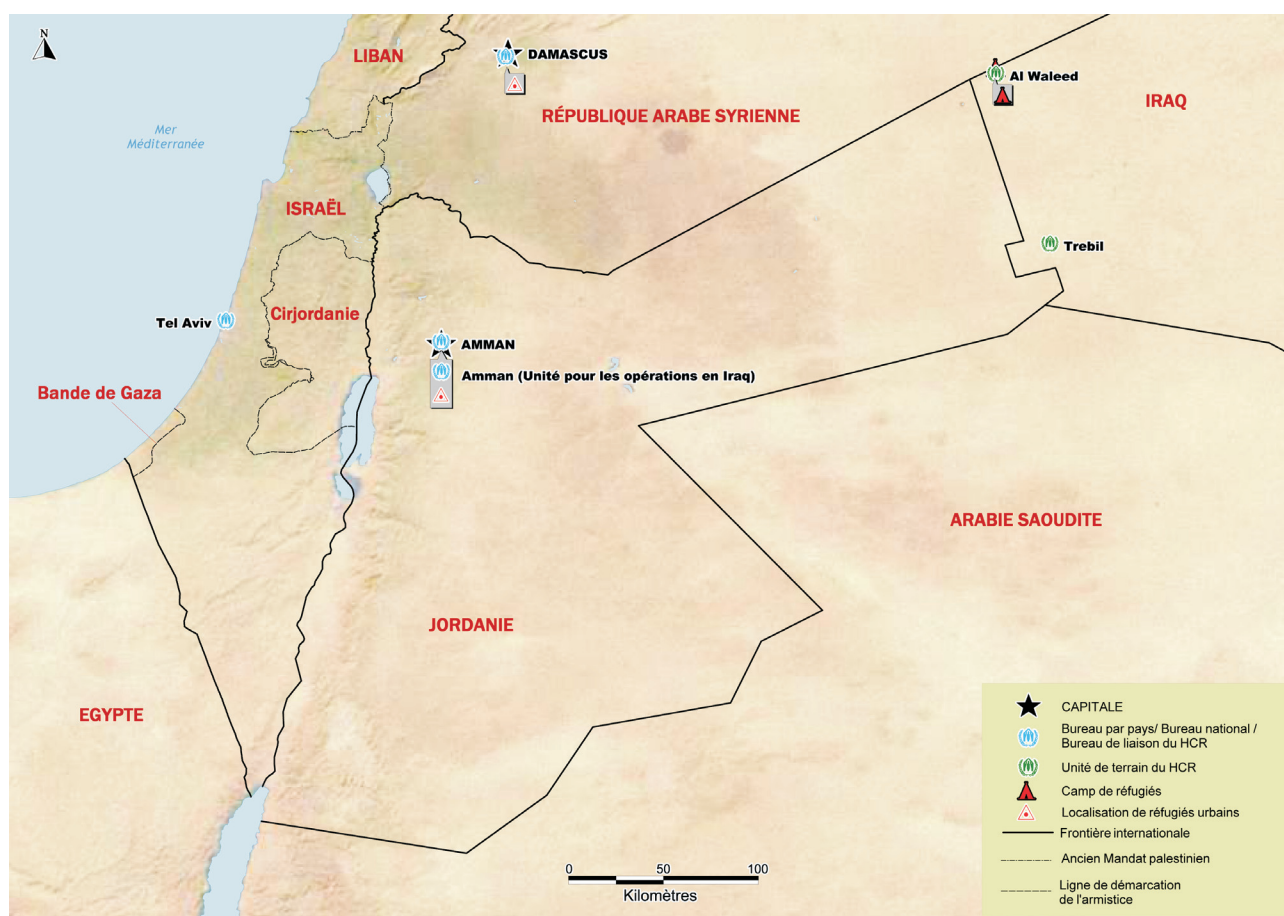 N
LIBAN
DAMASCUS
Al Waleed
IRAQ
RÉPUBLIQUE ARABE SYRIENNE
Mer
Méditerranée
ISRAËL
Trebil
Cirjordanie
Tel Aviv
AMMAN
Amman (Unité pour les opérations en Iraq)
Bande de Gaza
ARABIE SAOUDITE
JORDANIE
EGYPTE
CAPITALE
Bureau par pays/ Bureau national /
Bureau de liaison du HCR
Unité de terrain du HCR
Camp de réfugiés
Localisation de réfugiés urbains
Frontière internationale
Ancien Mandat palestinien
Ligne de démarcation
de l'armistice
0 50 100
Kilomètres